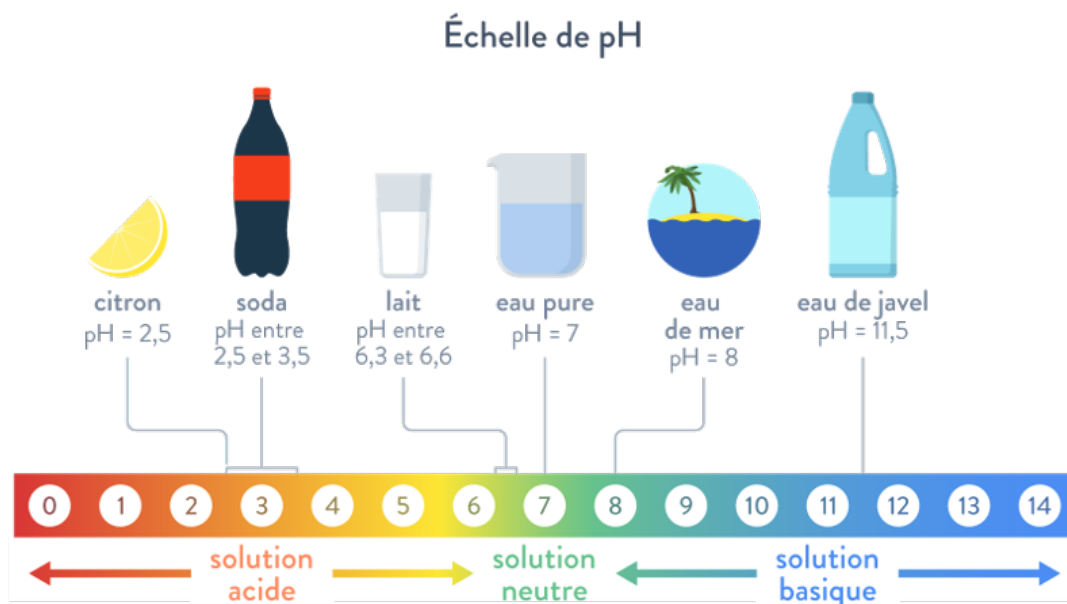 Échelle de pH
citron
pH = 2,5
soda
pH entre
2,5 et 3,5
lait
pH entre
6,3 et 6,6
eau pure
pH = 7
eau
de mer
pH = 8
eau de javel
pH = 11,5
0 1 2 3 4 5 6 7 8 9 10 11 12 13 14
solution
acide
solution
neutre
solution
basique